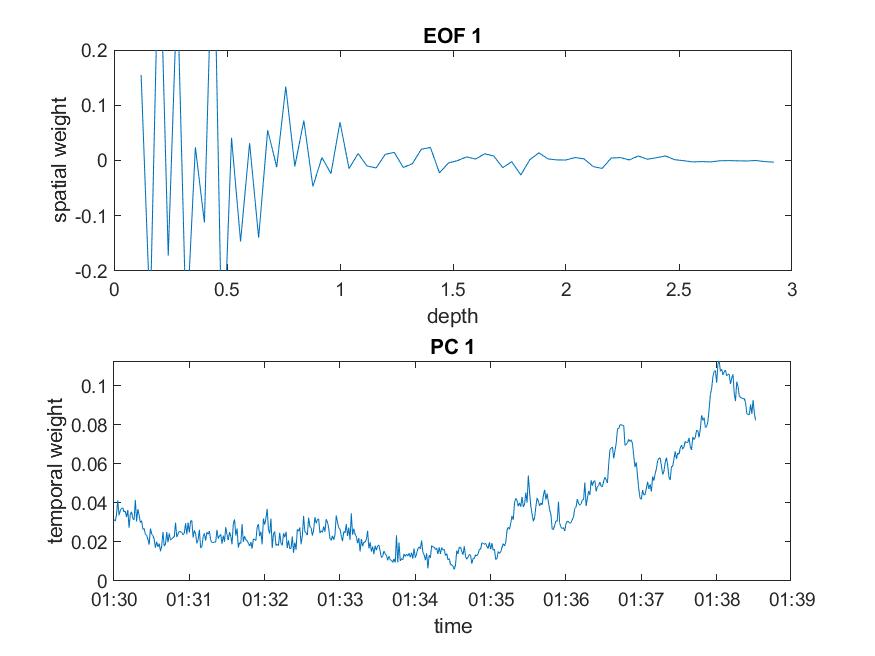 EOF 1
0.2
0.1
0
-0.1
-0.2
spatial weight
0 0.5 1 1.5 2 2.5 3
depth
PC 1
0.1
0.08
0.06
0.04
0.02
0
temporal weight
01:30 01:31 01:32 01:33 01:34 01:35 01:36 01:37 01:38 01:39
time